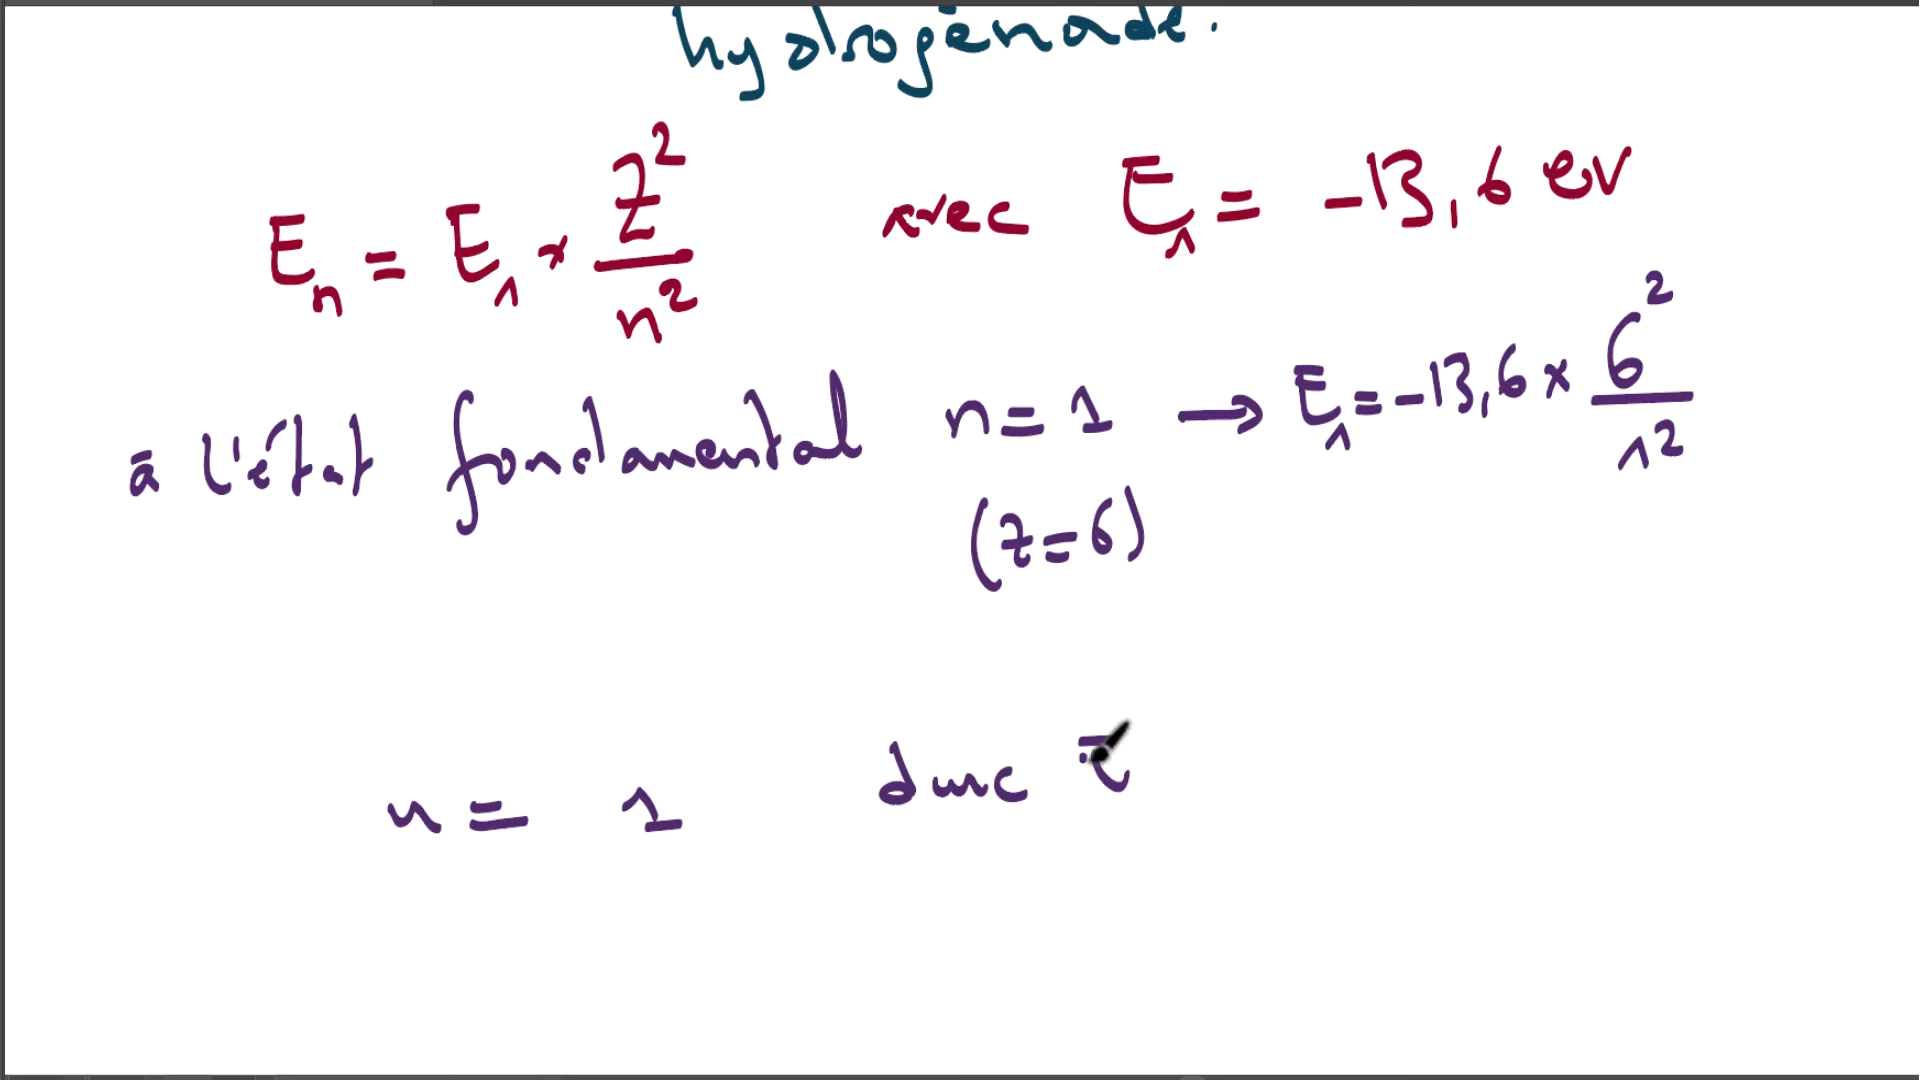 hydrogénoïde.
En = E1 × Z²/n² avec E1 = -13,6 ev
à l'état fondamental n = 1 → E1 = -13,6 × 6²/1²
(z=6)
n = 1 donc E